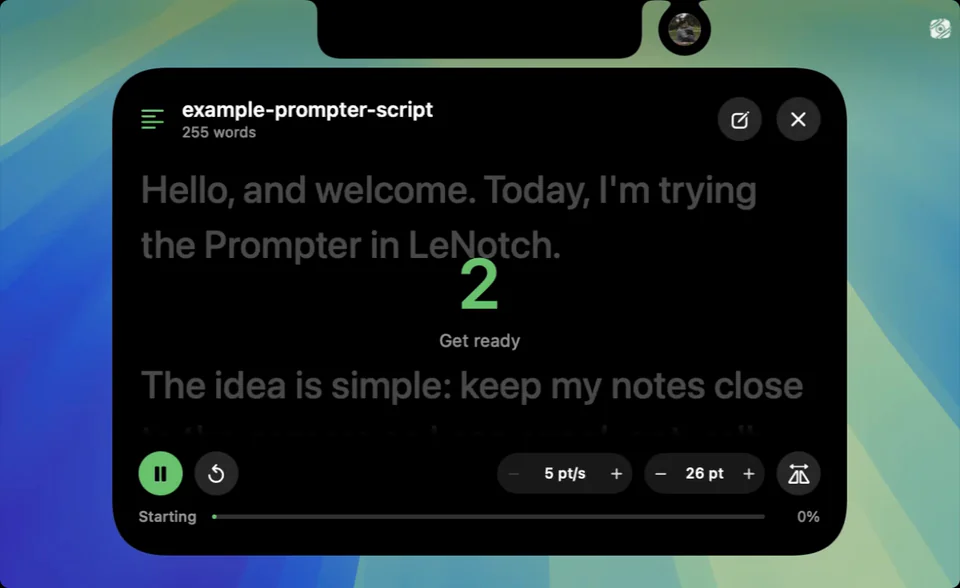 example-prompter-script
255 words
Hello, and welcome. Today, I'm trying
the Prompter in LeNotch.
2
Get ready
The idea is simple: keep my notes close
− 5 pt/s +
− 26 pt +
Starting
0%